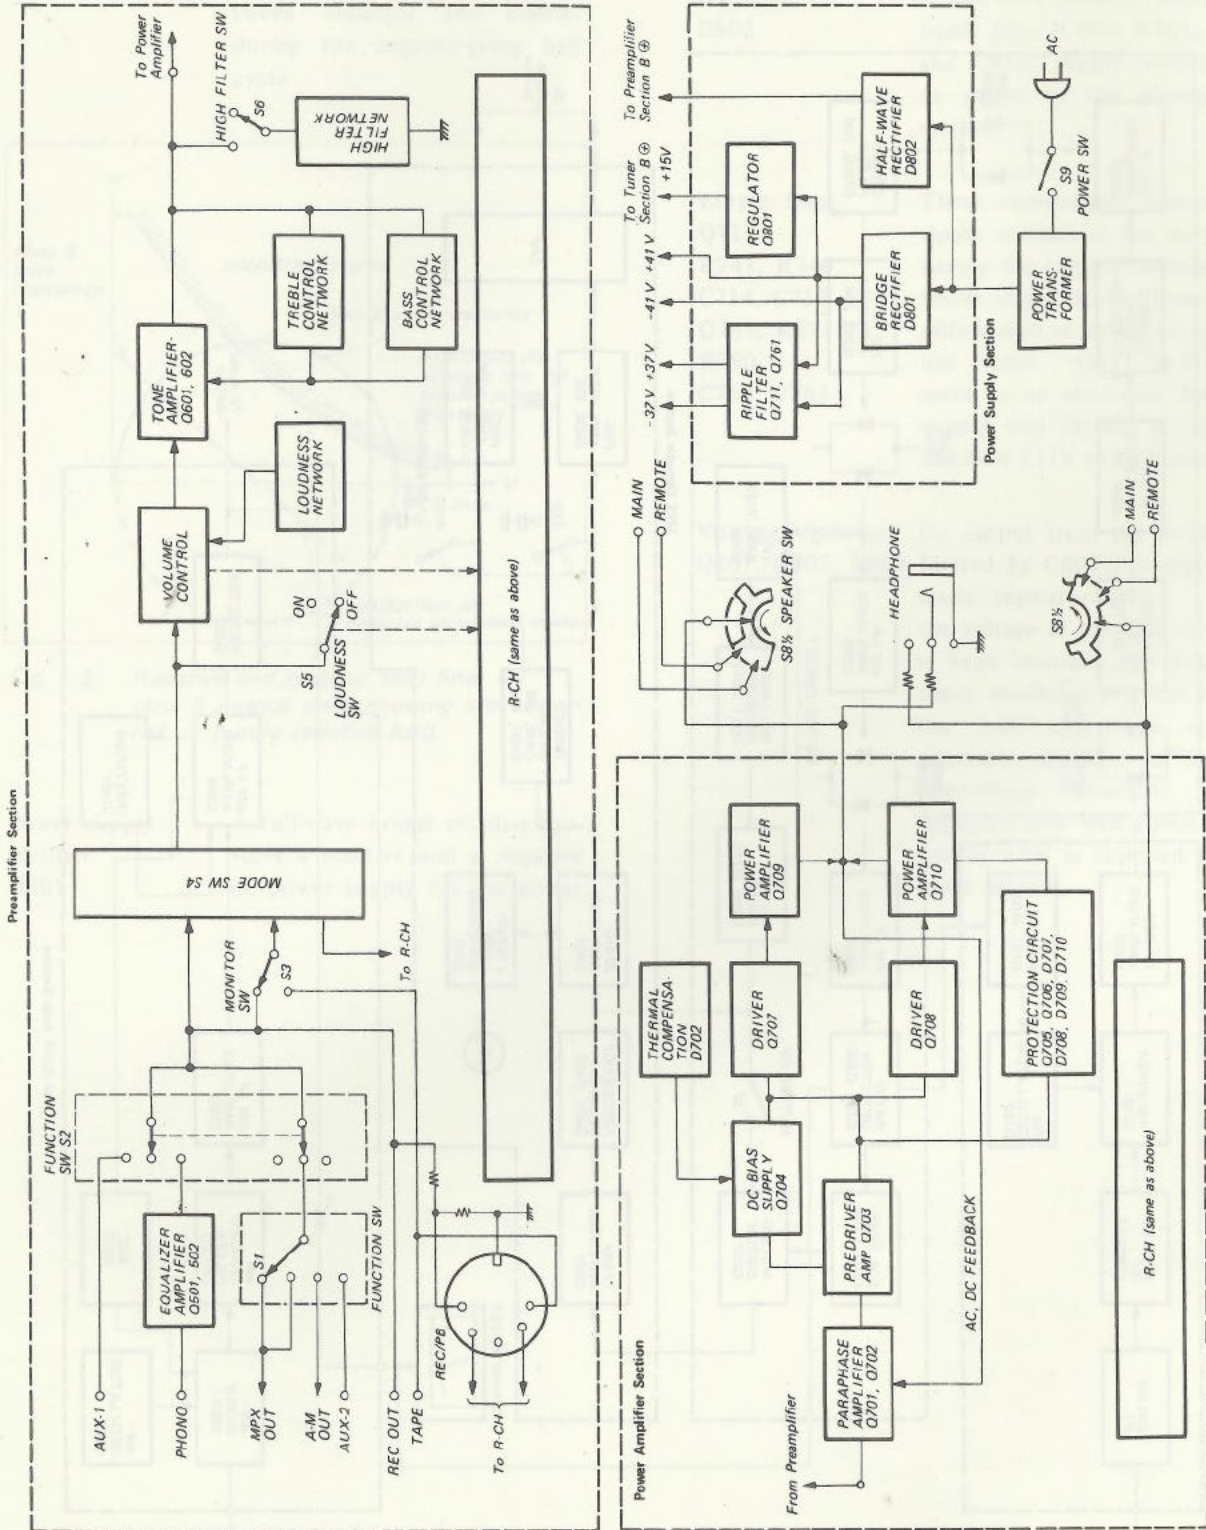 Preamplifier Section
AUX-1
PHONO
MPX
OUT
A-M
OUT
AUX-2
REC OUT
TAPE
To R-CH
REC/PB
EQUALIZER
AMPLIFIER
Q501, 502
S1
FUNCTION SW
FUNCTION
SW S2
MONITOR
SW
S3
To R-CH
MODE SW S4
S5
LOUDNESS
SW
ON
OFF
VOLUME
CONTROL
LOUDNESS
NETWORK
TONE
AMPLIFIER-
Q601, 602
TREBLE
CONTROL
NETWORK
BASS
CONTROL
NETWORK
To Power
Amplifier
HIGH FILTER SW
S6
HIGH
FILTER
NETWORK
R-CH (same as above)
Power Amplifier Section
From Preamplifier
PARAPHASE
AMPLIFIER
Q701, Q702
PREDRIVER
AMP Q703
DC BIAS
SUPPLY
Q704
THERMAL
COMPENSA-
TION
D702
DRIVER
Q707
DRIVER
Q708
POWER
AMPLIFIER
Q709
POWER
AMPLIFIER
Q710
PROTECTION CIRCUIT
Q705, Q706, D707,
D708, D709, D710
AC, DC FEEDBACK
R-CH (same as above)
MAIN
REMOTE
S8½ SPEAKER SW
HEADPHONE
S8½
MAIN
REMOTE
Power Supply Section
-37V +37V
-41V +41V
To Tuner
Section B ⊕
+15V
To Preamplifier
Section B ⊕
RIPPLE
FILTER
Q711, Q761
REGULATOR
Q801
BRIDGE
RECTIFIER
D801
HALF-WAVE
RECTIFIER
D802
POWER
TRANS-
FORMER
S9
POWER SW
AC